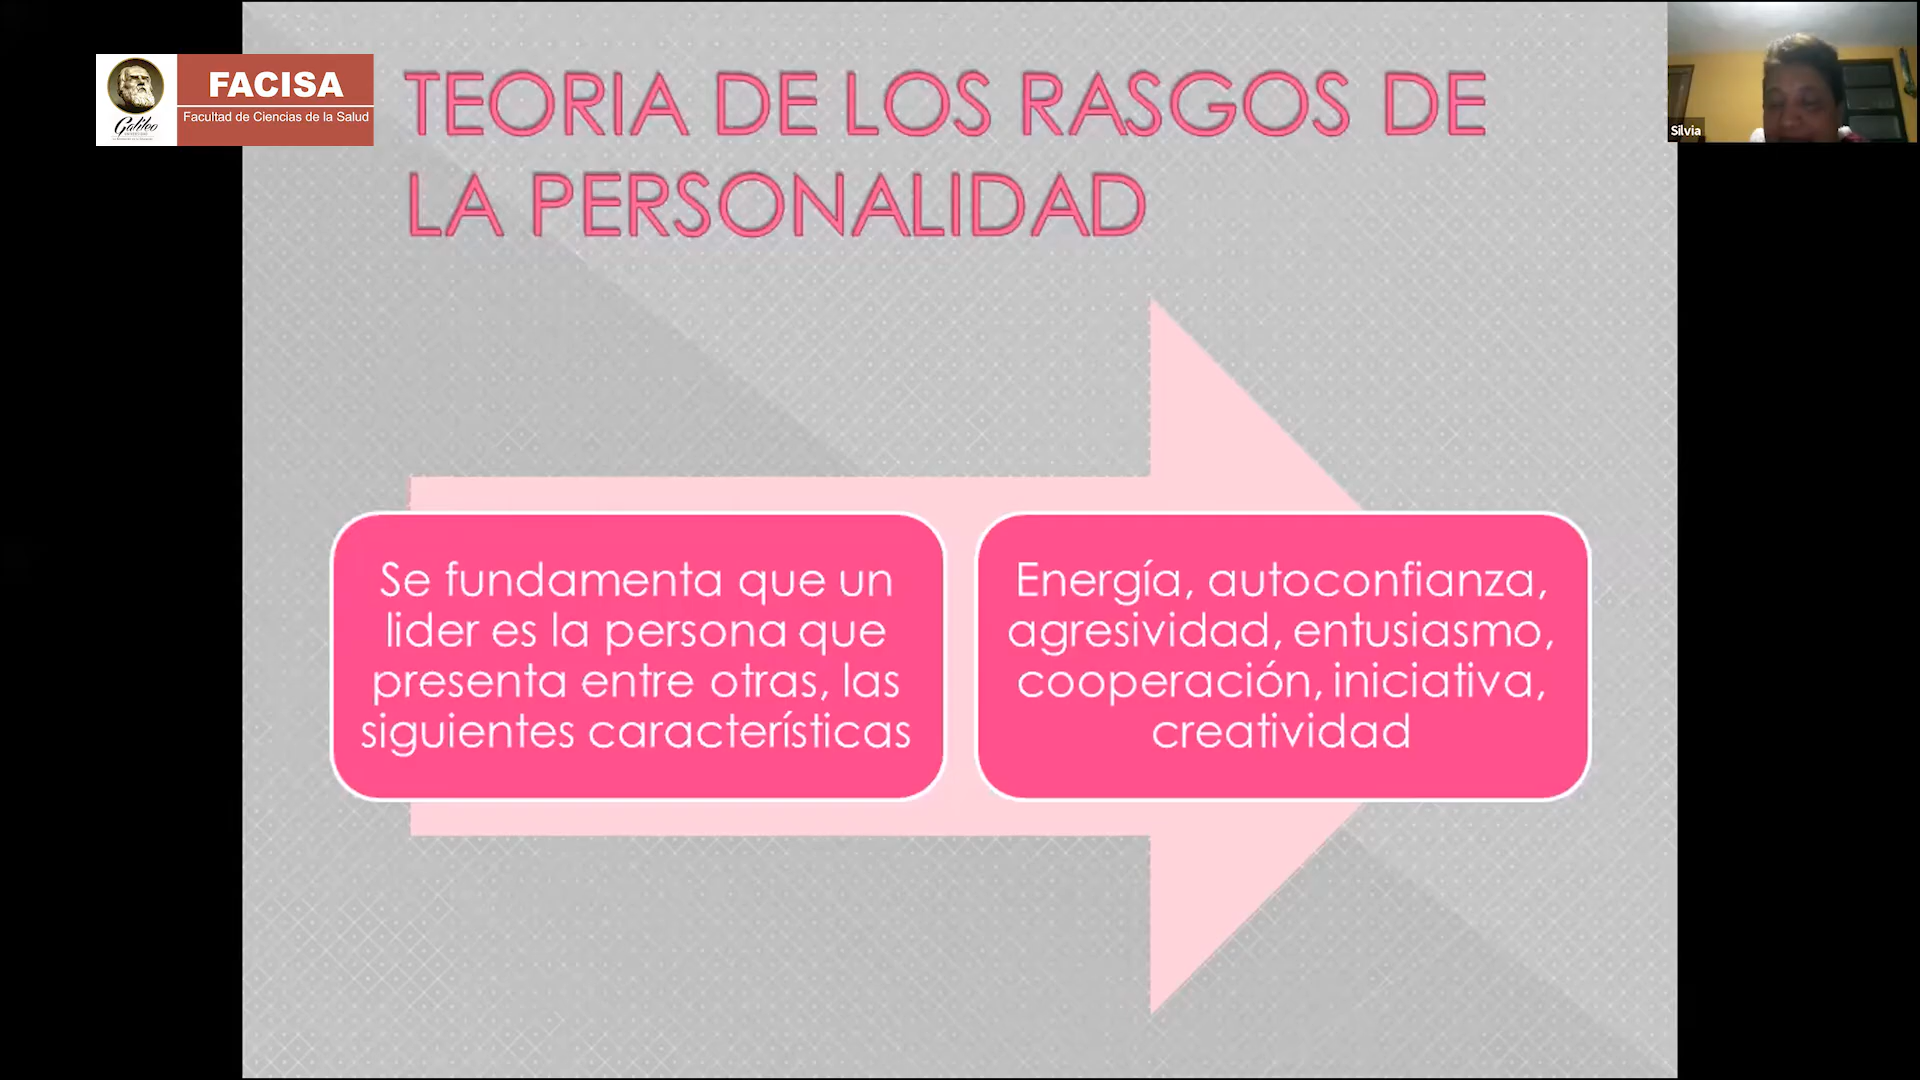 Galileo
FACISA
Facultad de Ciencias de la Salud
TEORIA DE LOS RASGOS DE
LA PERSONALIDAD
Silvia
Se fundamenta que un
lider es la persona que
presenta entre otras, las
siguientes características
Energía, autoconfianza,
agresividad, entusiasmo,
cooperación, iniciativa,
creatividad